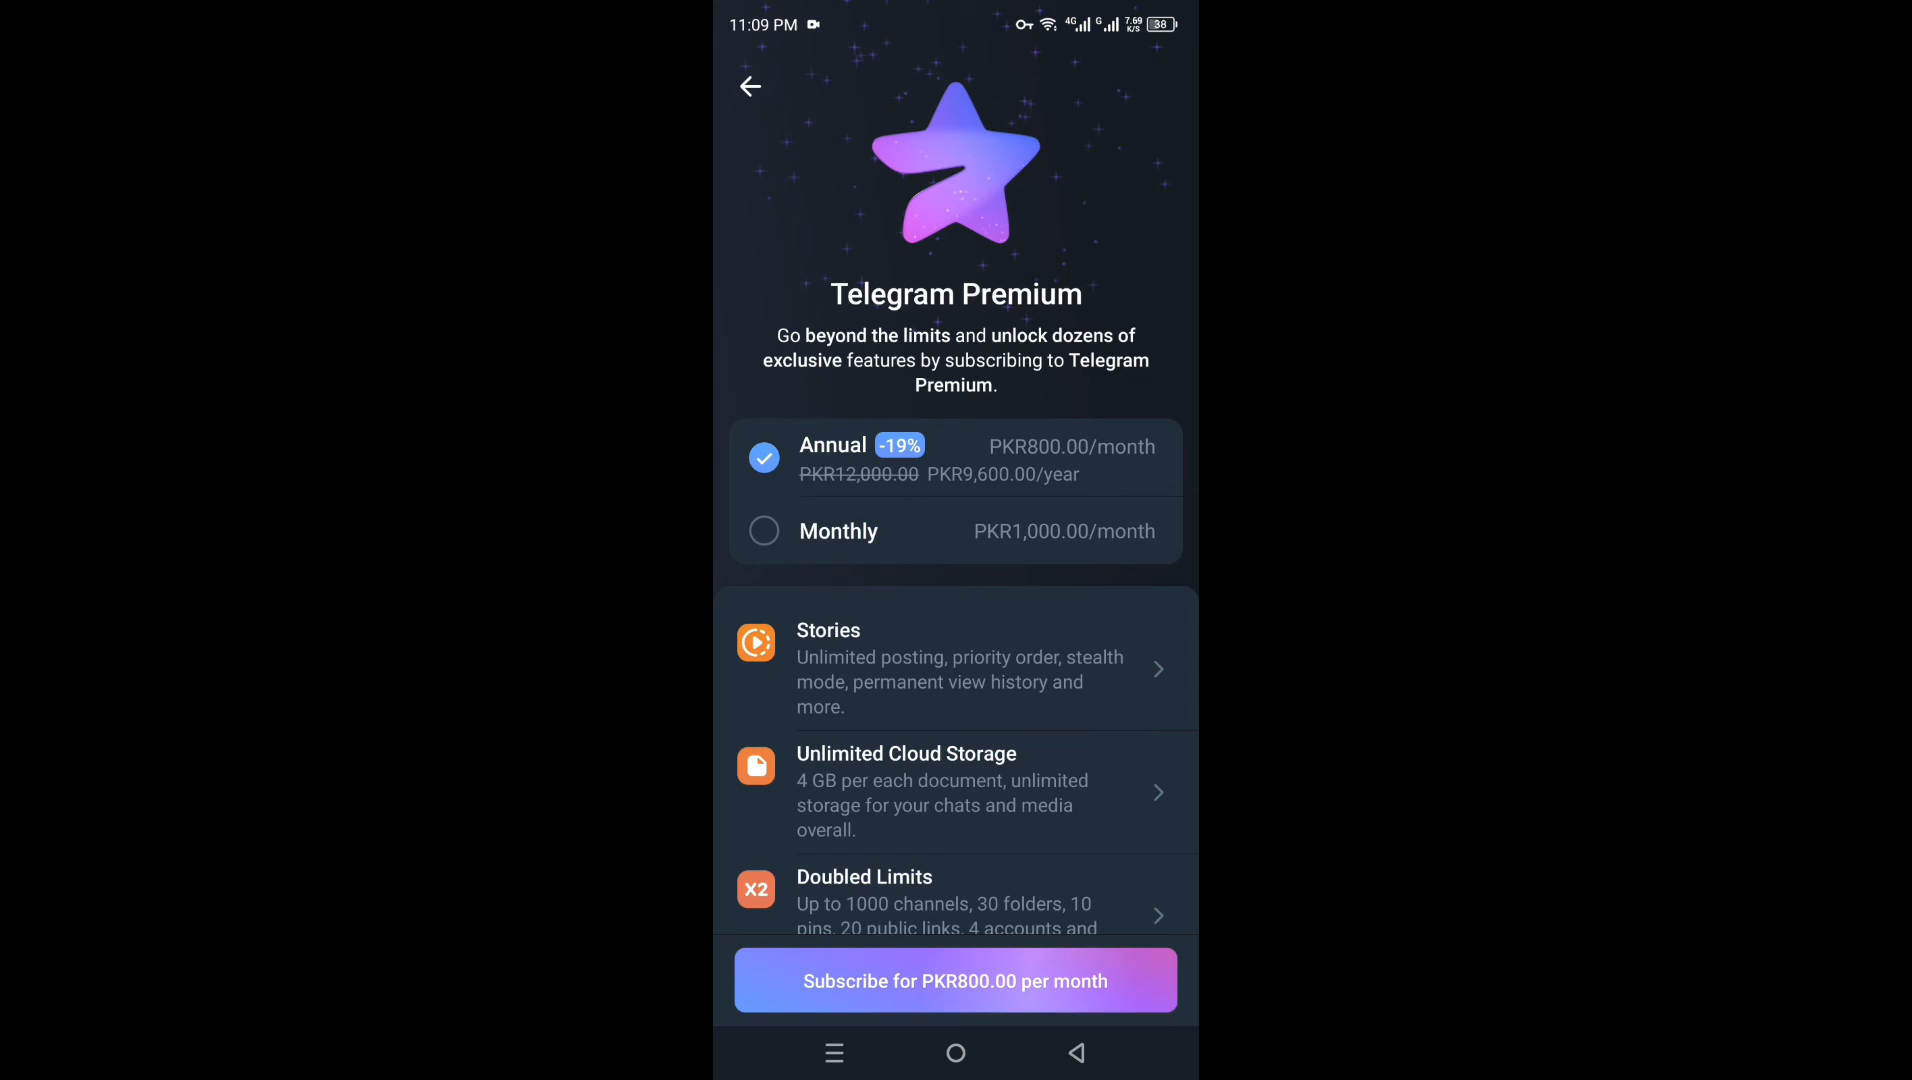 11:09 PM
4G G 7.69 K/S 38
Telegram Premium
Go beyond the limits and unlock dozens of
exclusive features by subscribing to Telegram
Premium.
Annual -19% PKR800.00/month
PKR12,000.00 PKR9,600.00/year
Monthly PKR1,000.00/month
Stories
Unlimited posting, priority order, stealth
mode, permanent view history and
more.
Unlimited Cloud Storage
4 GB per each document, unlimited
storage for your chats and media
overall.
X2 Doubled Limits
Up to 1000 channels, 30 folders, 10
pins, 20 public links, 4 accounts and
Subscribe for PKR800.00 per month